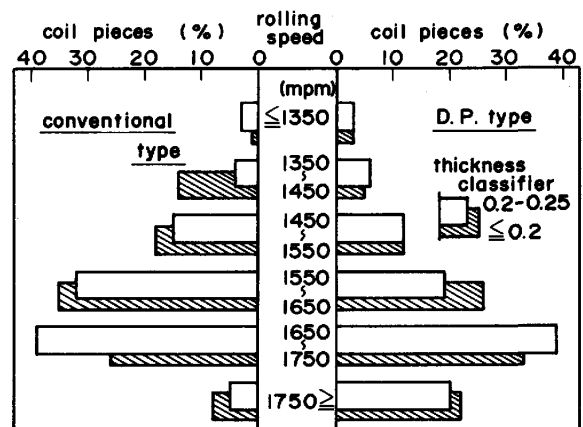 coil pieces (%)
rolling speed
coil pieces (%)
40 30 20 10 0
0 10 20 30 40
(mpm)
conventional type
D. P. type
≦1350
1350
~
1450
thickness classifier
0.2-0.25
≦0.2
1450
~
1550
1550
~
1650
1650
~
1750
1750≧